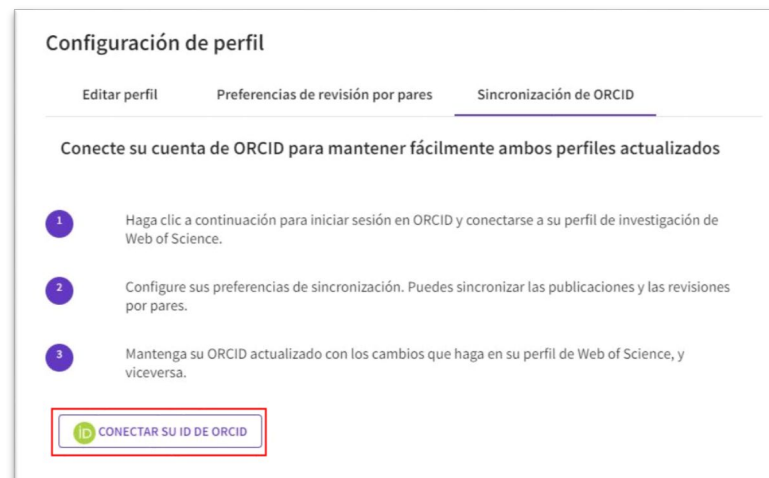 Configuración de perfil
Editar perfil Preferencias de revisión por pares Sincronización de ORCID
Conecte su cuenta de ORCID para mantener fácilmente ambos perfiles actualizados
1 Haga clic a continuación para iniciar sesión en ORCID y conectarse a su perfil de investigación de
Web of Science.
2 Configure sus preferencias de sincronización. Puedes sincronizar las publicaciones y las revisiones
por pares.
3 Mantenga su ORCID actualizado con los cambios que haga en su perfil de Web of Science, y
viceversa.
iD CONECTAR SU ID DE ORCID